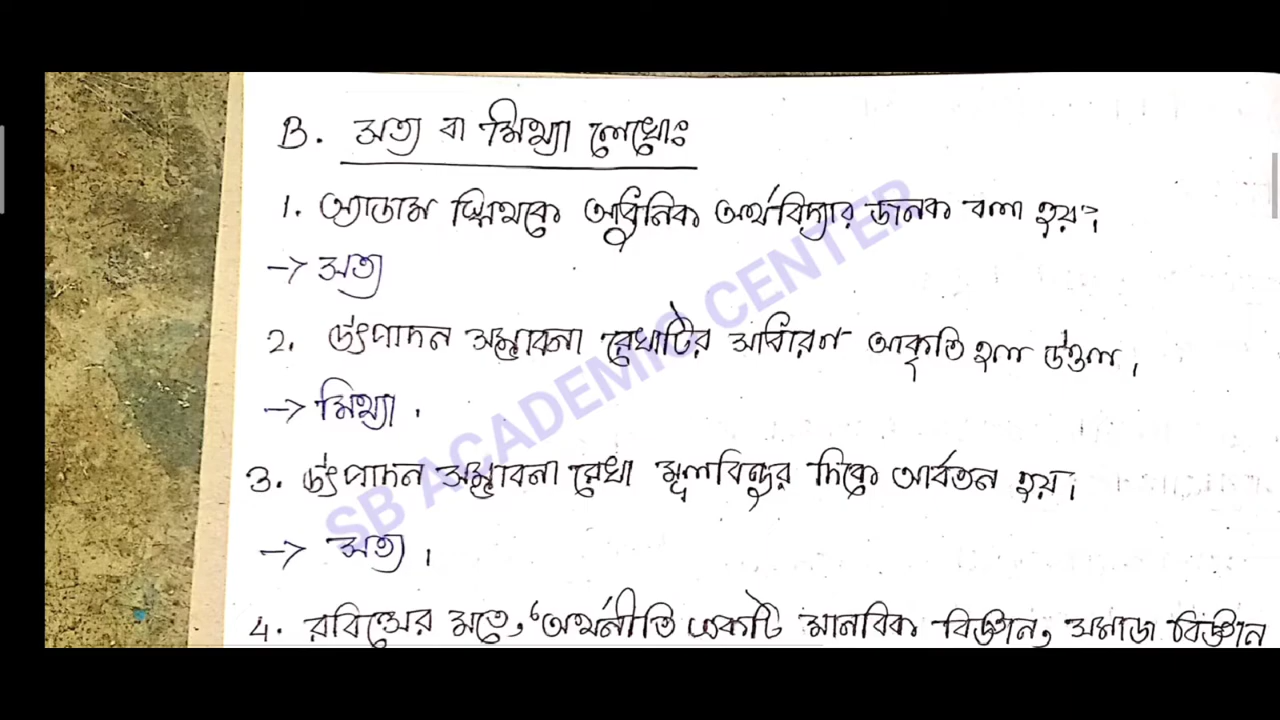 B. সত্য বা মিথ্যা লেখোঃ
1. অ্যাডাম স্মিথকে আধুনিক অর্থবিদ্যার জনক বলা হয়?
→ সত্য
2. উৎপাদন সম্ভাবনা রেখাটির সাধারণ আকৃতি হল উত্তল।
→ মিথ্যা।
3. উৎপাদন সম্ভাবনা রেখা মূলবিন্দুর দিকে আর্বতন হয়।
→ সত্য।
4. রবিন্সের মতে, 'অর্থনীতি একটি মানবিক বিজ্ঞান, সমাজ বিজ্ঞান
SB ACADEMIC CENTER